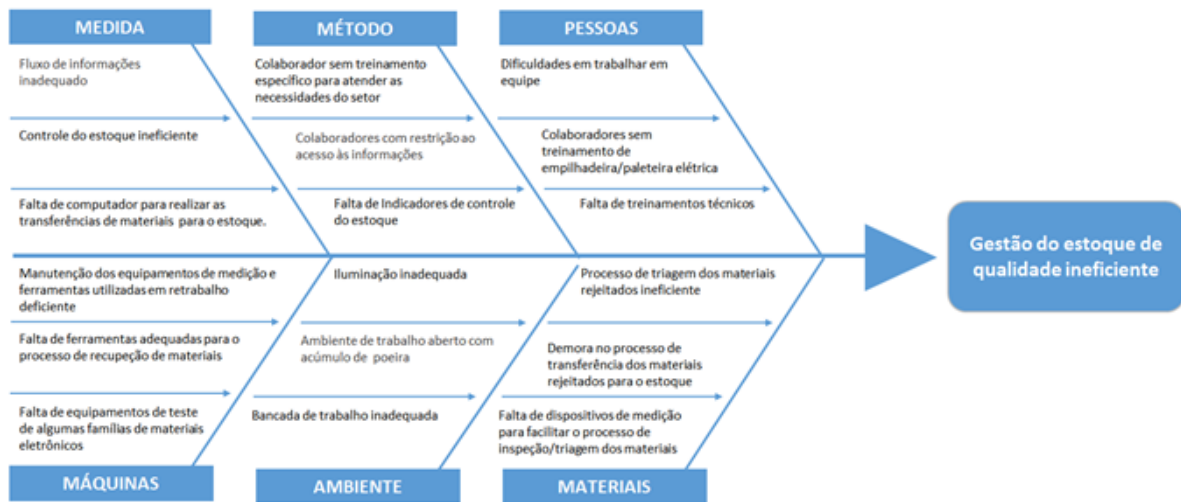 MEDIDA
Fluxo de informações
inadequado
Controle do estoque ineficiente
Falta de computador para realizar as
transferências de materiais para o estoque.
MÉTODO
Colaborador sem treinamento
específico para atender as
necessidades do setor
Colaboradores com restrição ao
acesso às informações
Falta de Indicadores de controle
do estoque
PESSOAS
Dificuldades em trabalhar em
equipe
Colaboradores sem
treinamento de
empilhadeira/paleteira elétrica
Falta de treinamentos técnicos
Gestão do estoque de
qualidade ineficiente
Manutenção dos equipamentos de medição e
ferramentas utilizadas em retrabalho
deficiente
Falta de ferramentas adequadas para o
processo de recupeção de materiais
Falta de equipamentos de teste
de algumas famílias de materiais
eletrônicos
MÁQUINAS
Iluminação inadequada
Ambiente de trabalho aberto com
acúmulo de poeira
Bancada de trabalho inadequada
AMBIENTE
Processo de triagem dos materiais
rejeitados ineficiente
Demora no processo de
transferência dos materiais
rejeitados para o estoque
Falta de dispositivos de medição
para facilitar o processo de
inspeção/triagem dos materiais
MATERIAIS